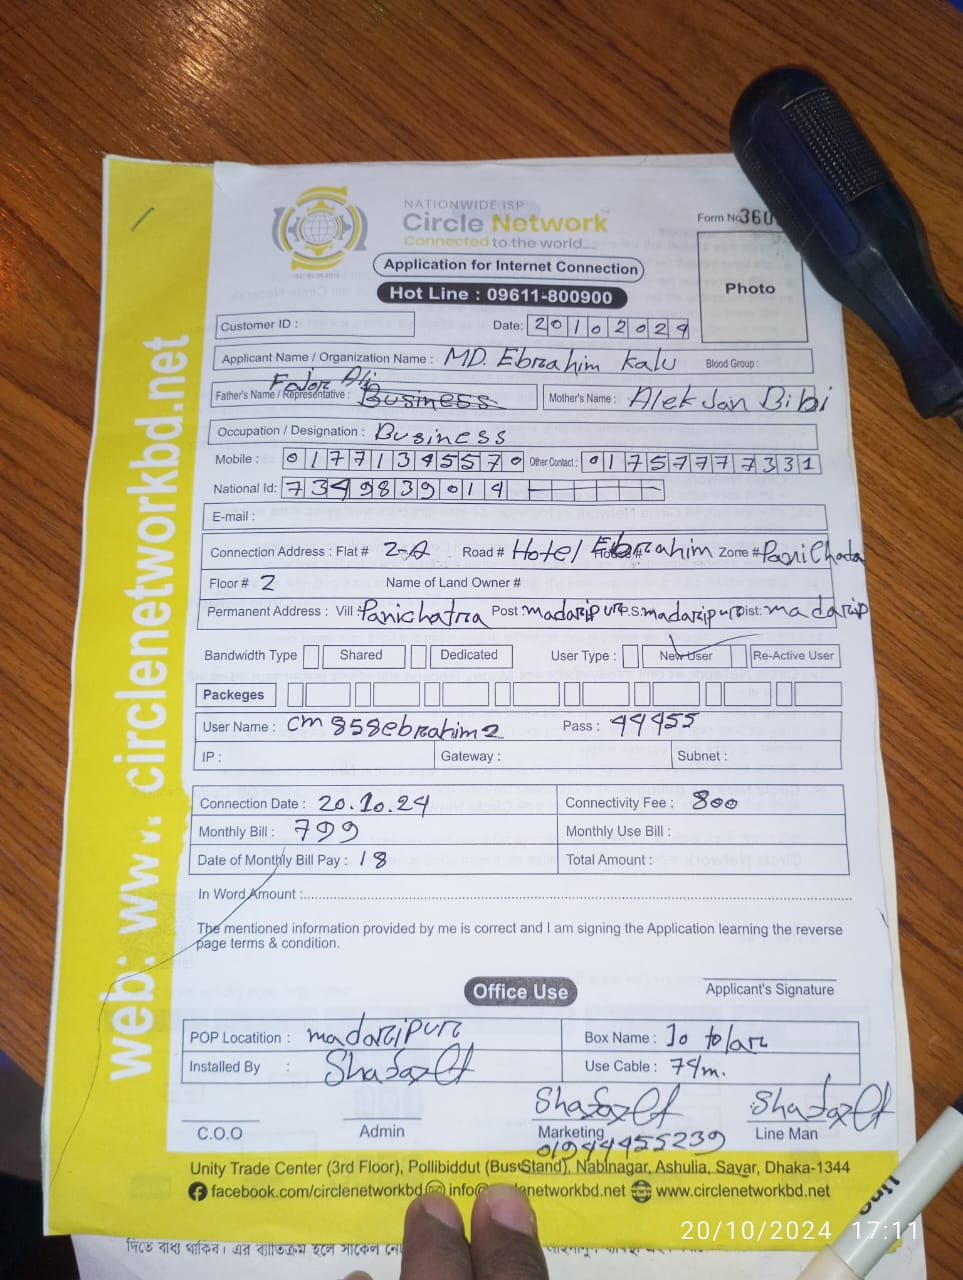 NATIONWIDE ISP
Circle Network
Connected to the world....
Form No 360
Application for Internet Connection
Hot Line : 09611-800900
Photo
Customer ID :
Date: 20102024
Applicant Name / Organization Name : MD. Ebrahim Kalu Blood Group :
Father's Name / Representative : Business
Mother's Name : Alek Jan Bibi
Occupation / Designation : Business
Mobile : 01771345570 Other Contact : 01757777331
National Id: 7349839014
E-mail :
Connection Address : Flat # 2-A Road # Hotel Ebrahim Zone #
Floor # 2 Name of Land Owner #
Permanent Address : Vill : Panichatra Post : madaripur P.S: madaripur Dist: madarip
Bandwidth Type Shared Dedicated User Type : New User Re-Active User
Packeges
User Name : cm858ebrahim2 Pass : 44455
IP : Gateway : Subnet :
Connection Date : 20.10.24 Connectivity Fee : 800
Monthly Bill : 799 Monthly Use Bill :
Date of Monthly Bill Pay : 18 Total Amount :
In Word Amount :
The mentioned information provided by me is correct and I am signing the Application learning the reverse
page terms & condition.
Applicant's Signature
Office Use
POP Locatition : madaripur Box Name :
Installed By : Use Cable : 74m.
C.O.O Admin Marketing Line Man
01944455239
Unity Trade Center (3rd Floor), Pollibiddut (Bus Stand), Nabinagar, Ashulia, Savar, Dhaka-1344
facebook.com/circlenetworkbd info@ enetworkbd.net www.circlenetworkbd.net
web: www.circlenetworkbd.net
20/10/2024 17:11
দিতে বাধ্য থাকিব। এর ব্যতিক্রম হলে সার্কেল